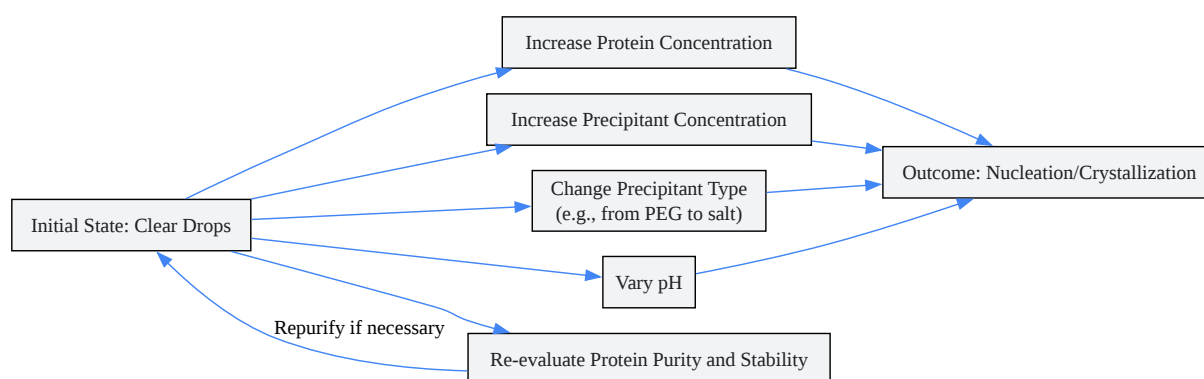 Increase Protein Concentration
Increase Precipitant Concentration
Outcome: Nucleation/Crystallization
Change Precipitant Type
(e.g., from PEG to salt)
Initial State: Clear Drops
Vary pH
Repurify if necessary
Re-evaluate Protein Purity and Stability